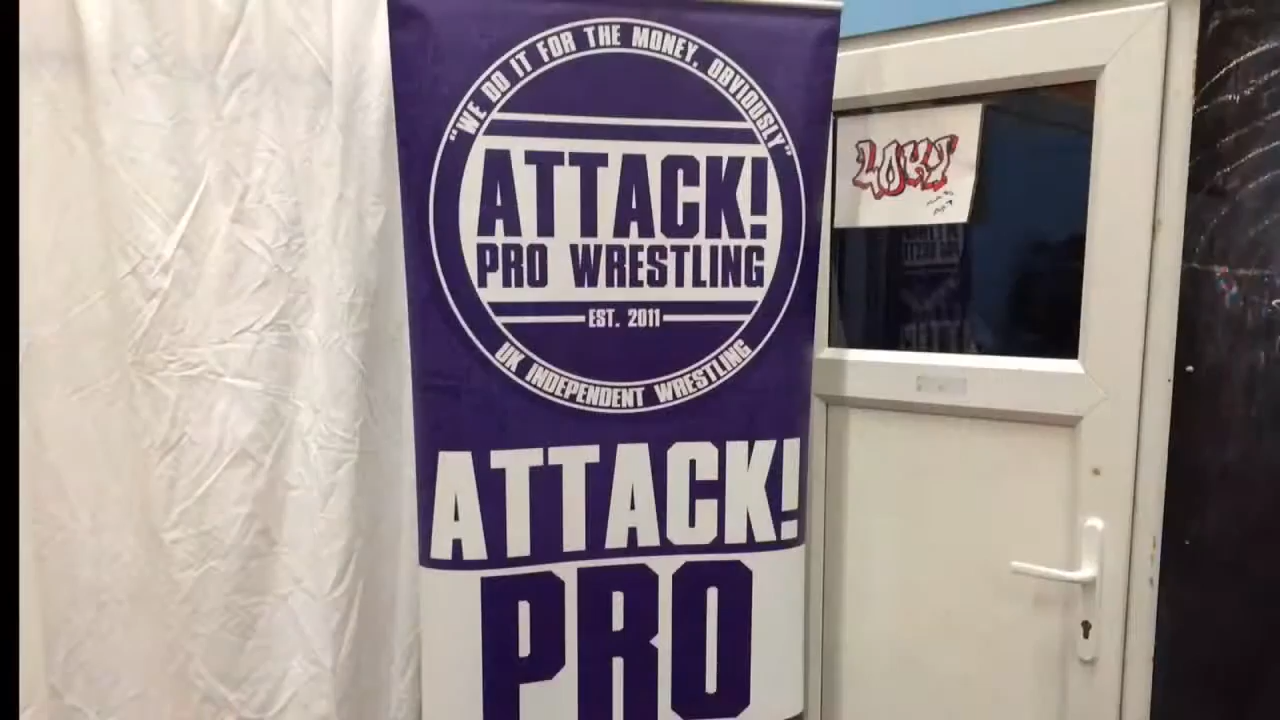 "WE DO IT FOR THE MONEY, OBVIOUSLY"
ATTACK!
PRO WRESTLING
EST. 2011
UK INDEPENDENT WRESTLING
ATTACK!
PRO
LOKI